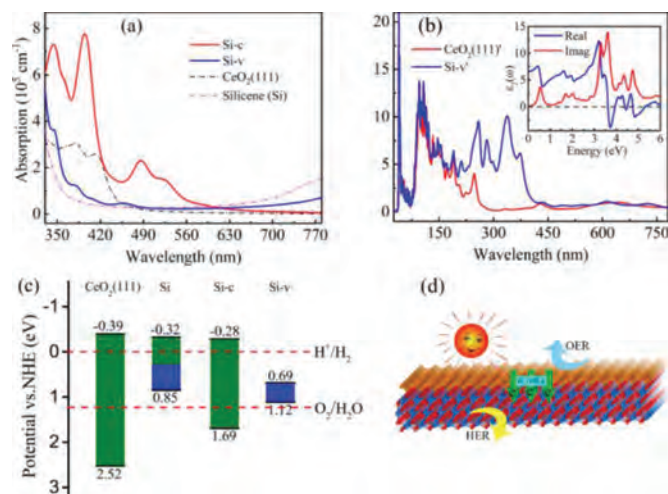 (a)
Si-c
Si-v
CeO₂(111)
Silicene (Si)
Absorption (10⁵ cm⁻¹)
8
6
4
2
0
350 420 490 560 630 700 770
Wavelength (nm)
(b)
CeO₂(111)'
Si-v'
20
15
10
5
0
150 300 450 600 750
Wavelength (nm)
Real
Imag
15
10
5
0
0 1 2 3 4 5 6
Energy (eV)
(c)
CeO₂(111) Si Si-c Si-v
Potential vs.NHE (eV)
-1
0
1
2
3
-0.39 -0.32 -0.28
H⁺/H₂
0.69
0.85
1.12
O₂/H₂O
1.69
2.52
(d)
OER
HER